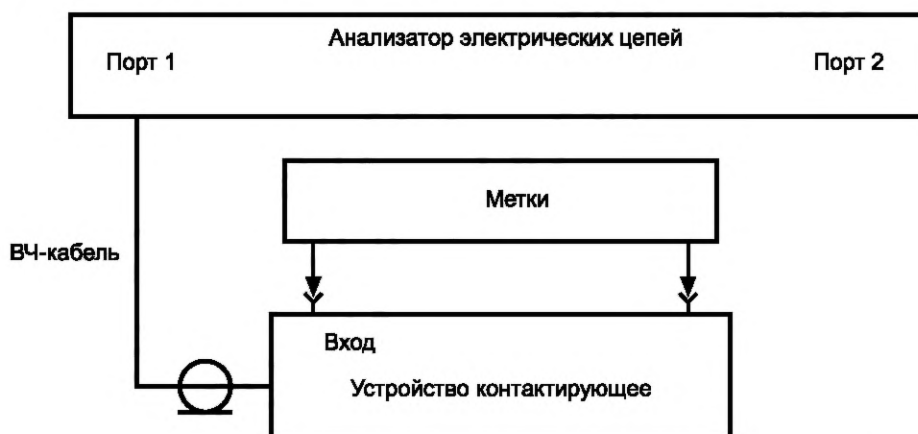 Анализатор электрических цепей
Порт 1
Порт 2
Метки
ВЧ-кабель
Вход
Устройство контактирующее